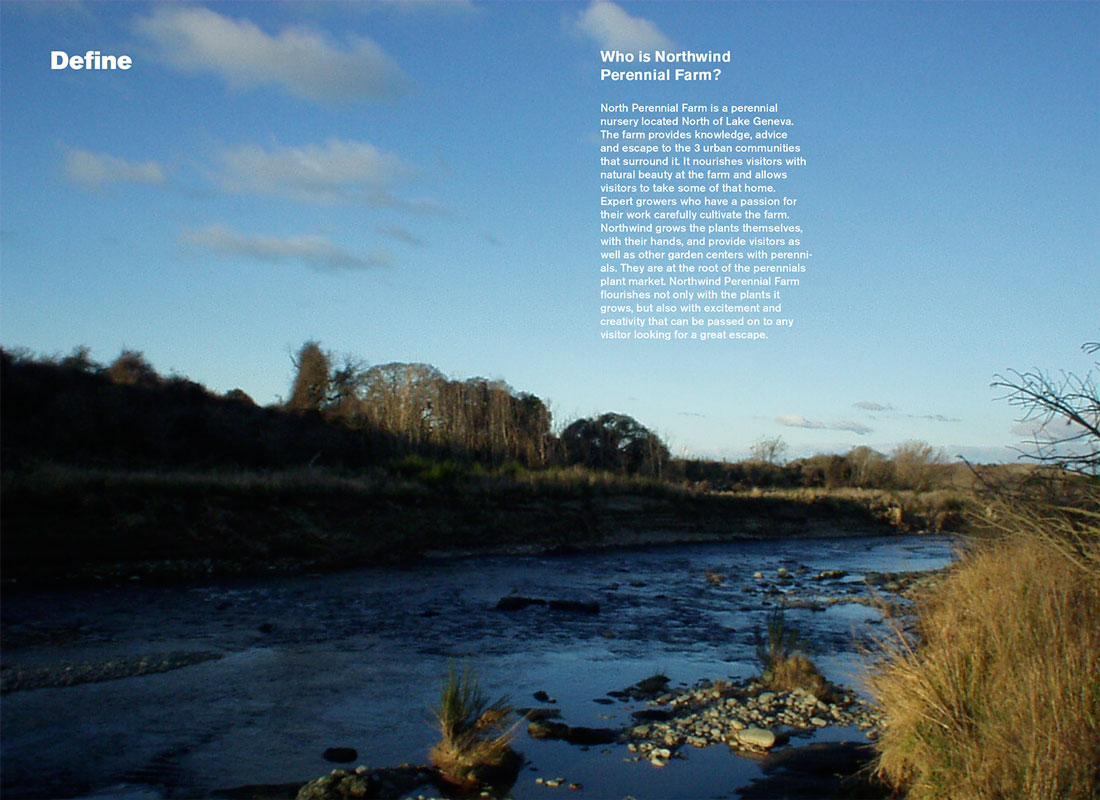 Define
Who is Northwind
Perennial Farm?
North Perennial Farm is a perennial
nursery located North of Lake Geneva.
The farm provides knowledge, advice
and escape to the 3 urban communities
that surround it. It nourishes visitors with
natural beauty at the farm and allows
visitors to take some of that home.
Expert growers who have a passion for
their work carefully cultivate the farm.
Northwind grows the plants themselves,
with their hands, and provide visitors as
well as other garden centers with perenni-
als. They are at the root of the perennials
plant market. Northwind Perennial Farm
flourishes not only with the plants it
grows, but also with excitement and
creativity that can be passed on to any
visitor looking for a great escape.